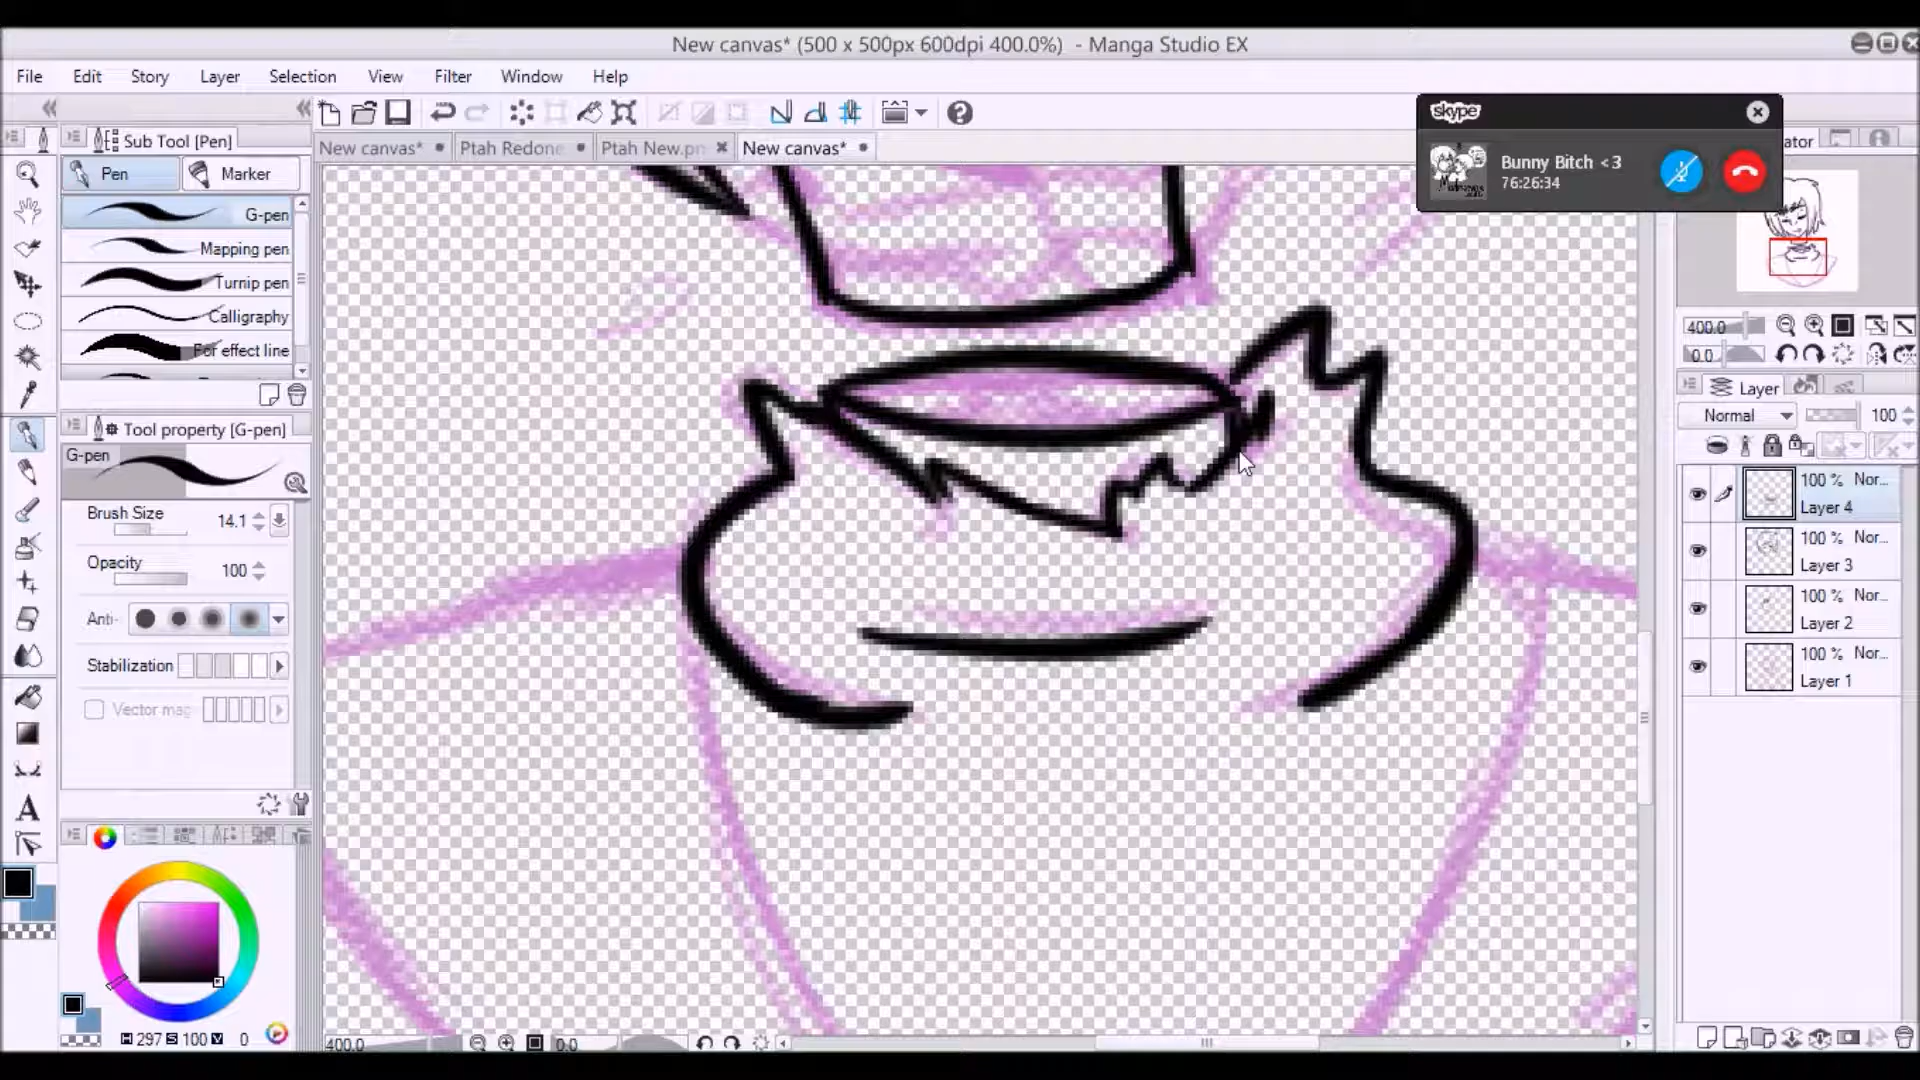 New canvas* (500 x 500px 600dpi 400.0%) - Manga Studio EX
File Edit Story Layer Selection View Filter Window Help
skype
Bunny Bitch <3
76:26:34
Sub Tool [Pen]
New canvas* Ptah Redone Ptah New.pn New canvas*
ator
Pen Marker
G-pen
Mapping pen
Turnip pen
Calligraphy
For effect line
Tool property [G-pen]
G-pen
Brush Size 14.1
Opacity 100
Anti-
Stabilization
Vector mag
H 297 S 100 V 0
400.0 0.0
400.0
0.0
Layer
Normal 100
100 % Nor...
Layer 4
100 % Nor...
Layer 3
100 % Nor...
Layer 2
100 % Nor...
Layer 1